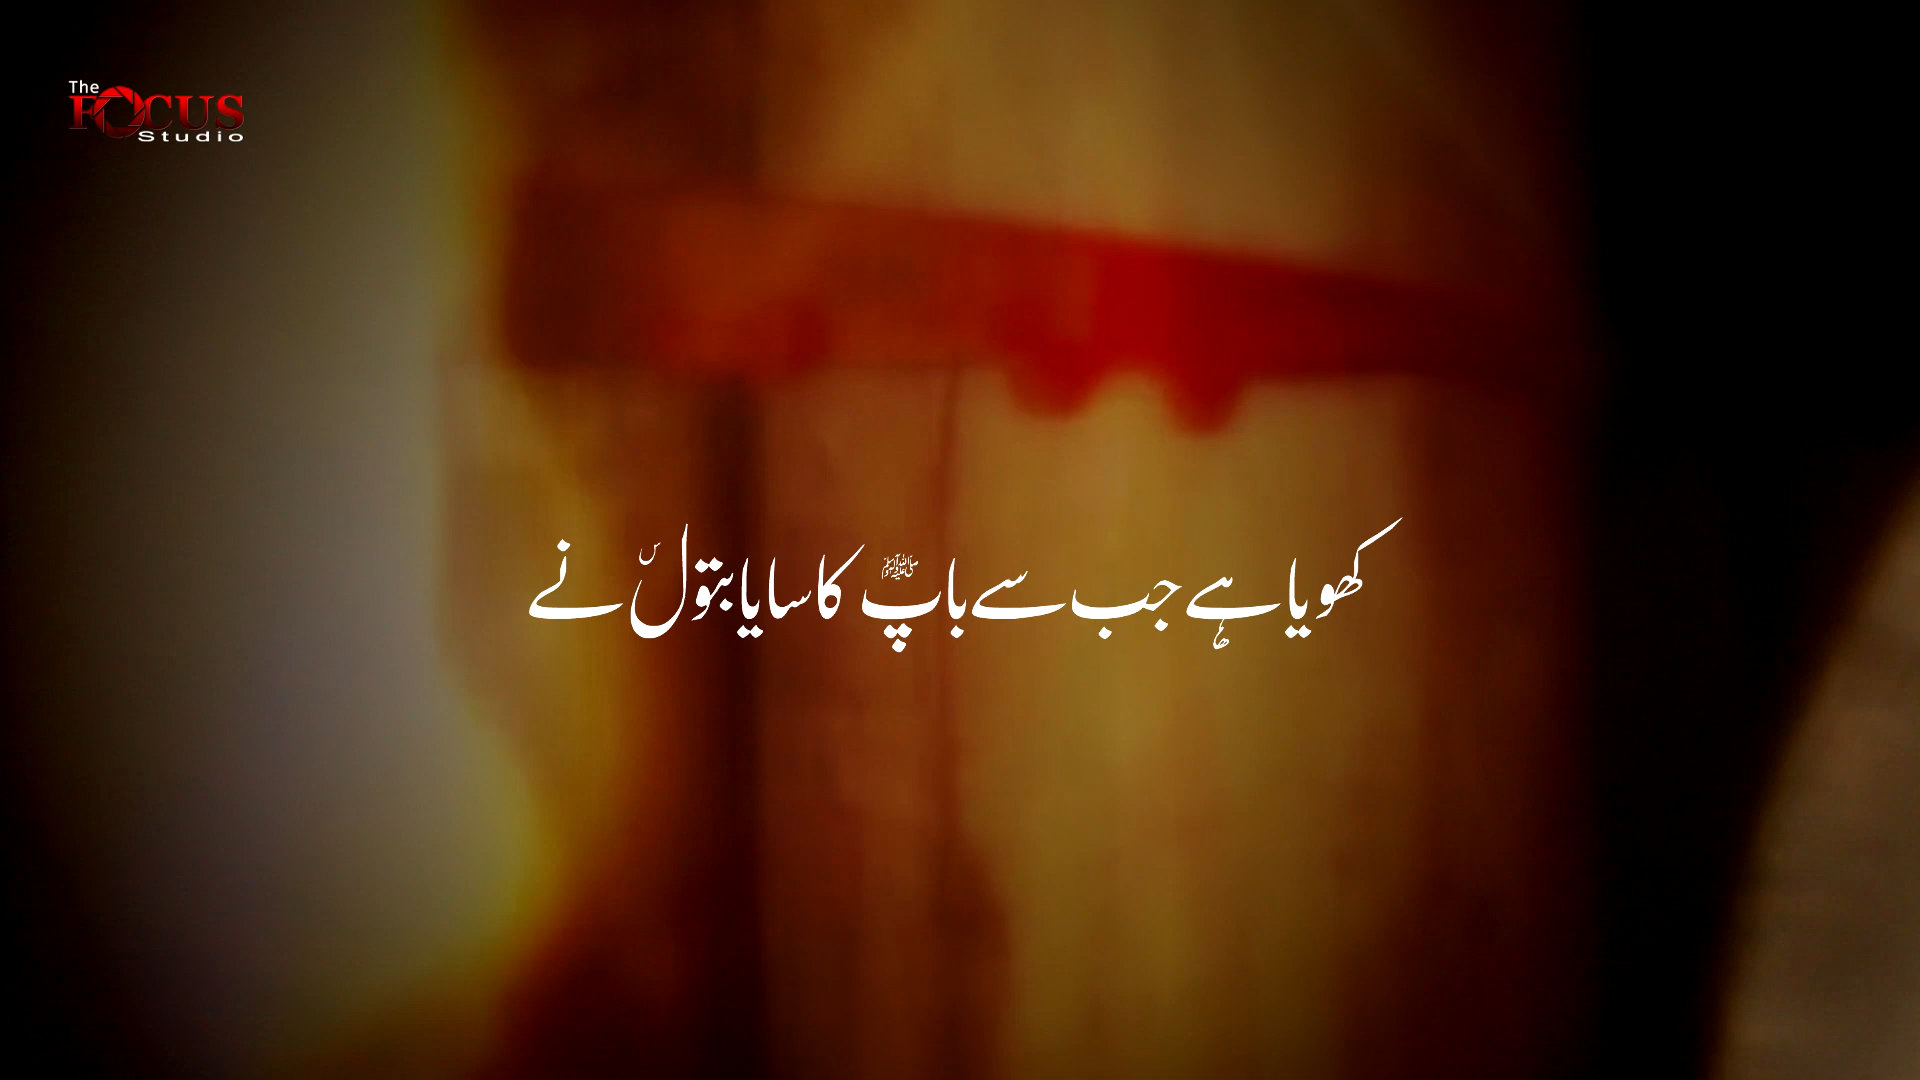 The
FOCUS
Studio
کھویا ہے جب سے باپ ﷺ کا سایا بتولؑ س نے